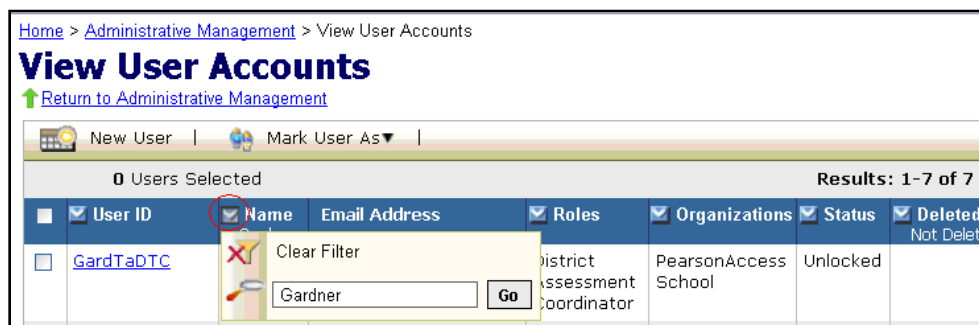 Home > Administrative Management > View User Accounts
View User Accounts
Return to Administrative Management
New User | Mark User As▼ |
0 Users Selected Results: 1-7 of 7
User ID Name Email Address Roles Organizations Status Deleted
Not Delet
Clear Filter
GardTaDTC District PearsonAccess Unlocked
Assessment School
Coordinator
Gardner Go